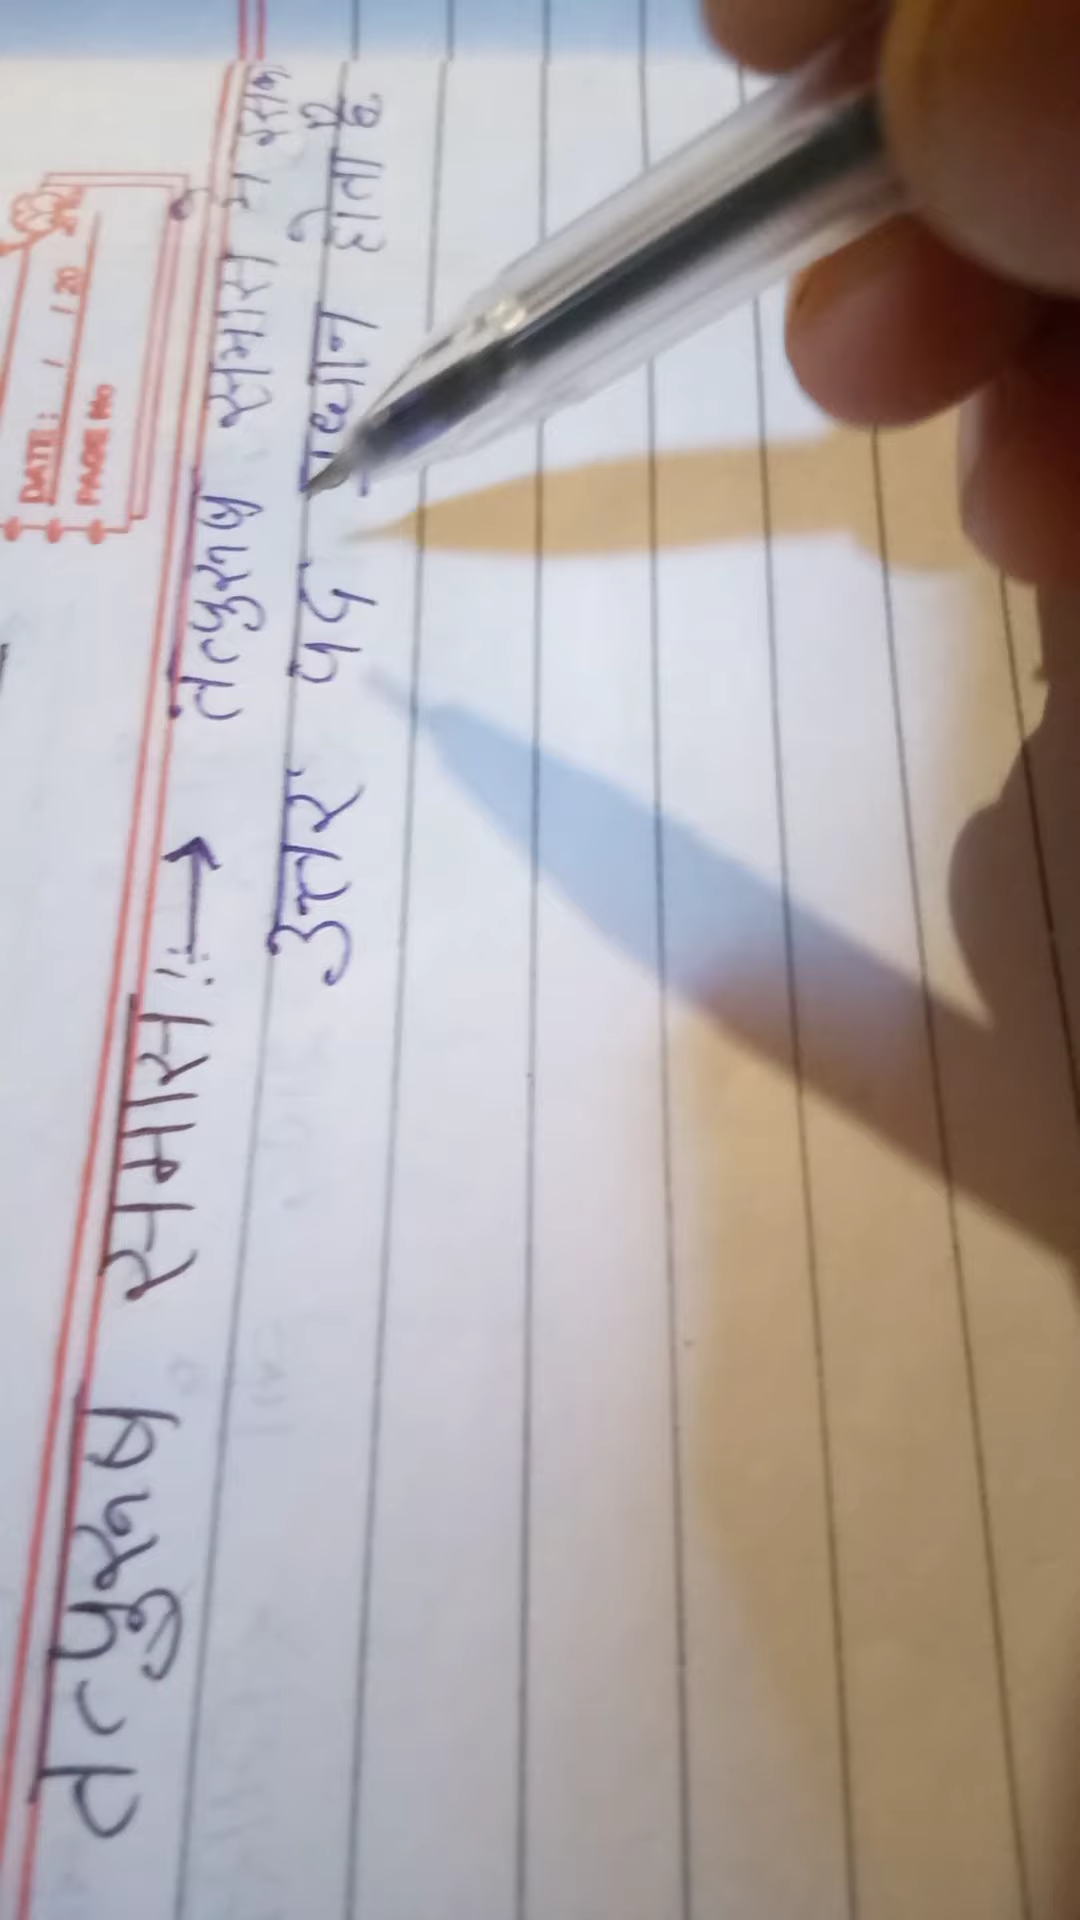 DATE: / / 20
PAGE No
तत्पुरुष समास :→ तत्पुरुष समास में इसका
उत्तर पद प्रधान होता है